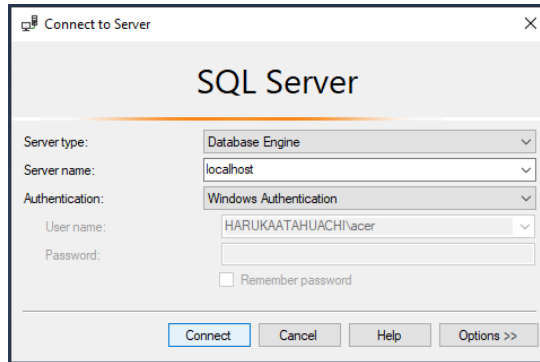 Connect to Server
SQL Server
Server type: Database Engine
Server name: localhost
Authentication: Windows Authentication
User name: HARUKAATAHUACHI\acer
Password:
Remember password
Connect Cancel Help Options >>